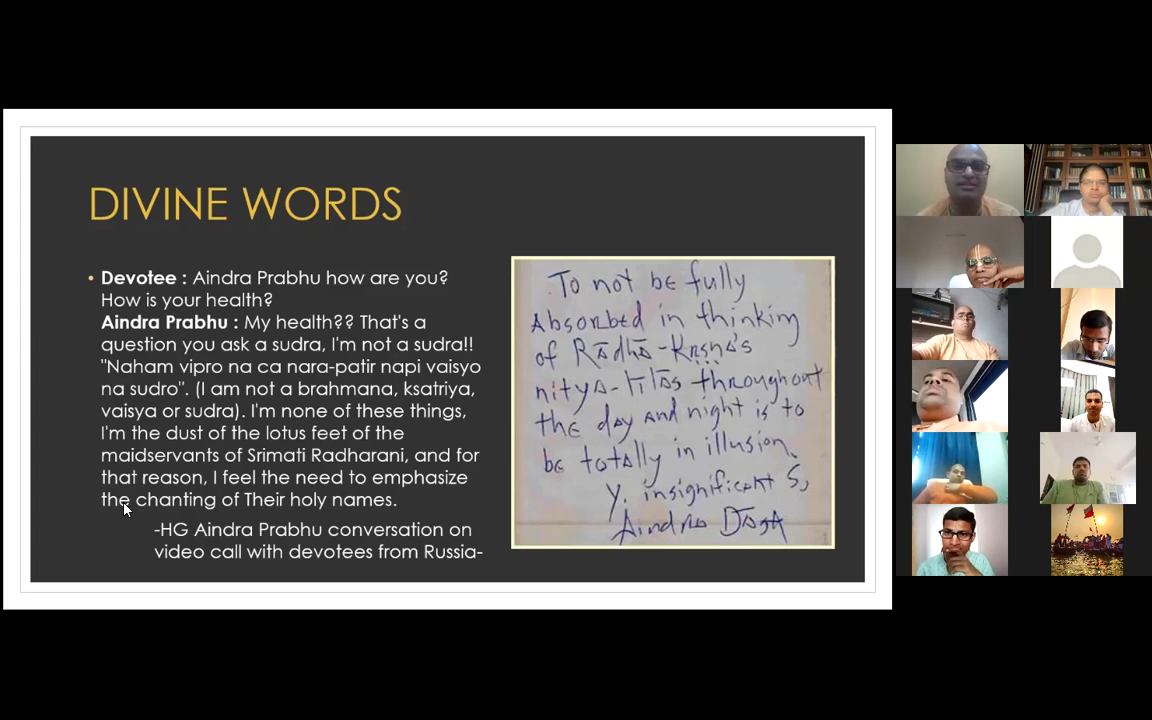 DIVINE WORDS
Devotee : Aindra Prabhu how are you?
How is your health?
Aindra Prabhu : My health?? That's a
question you ask a sudra, I'm not a sudra!!
"Naham vipro na ca nara-patir napi vaisyo
na sudro". (I am not a brahmana, ksatriya,
vaisya or sudra). I'm none of these things,
I'm the dust of the lotus feet of the
maidservants of Srimati Radharani, and for
that reason, I feel the need to emphasize
the chanting of Their holy names.
-HG Aindra Prabhu conversation on
video call with devotees from Russia-
To not be fully
Absorbed in thinking
of Rādhā-Kṛṣṇa's
nitya-līlās throughout
the day and night is to
be totally in illusion.
Y. insignificant S,
Aindra Dāsa